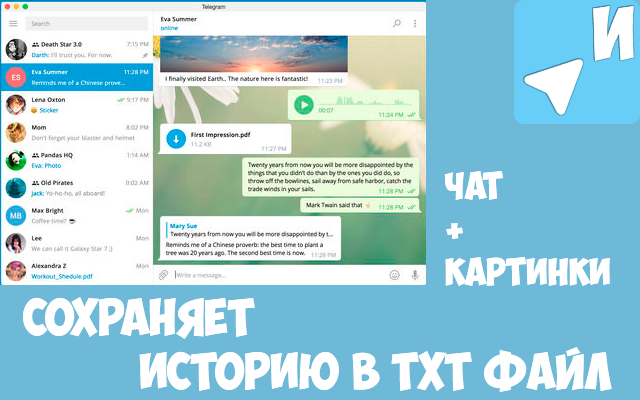 Telegram
Search
Eva Summer
online
Death Star 3.0 7:15 PM
Darth: I'll trust you. For now.
ES
Eva Summer 11:28 PM
Reminds me of a Chinese prove...
Lena Oxton 9:17 PM
Sticker
Mom 8:02 PM
Don't forget your blaster and helmet
Pandas HQ 1:14 AM
Eva: Photo
Old Pirates 0:02 AM
Jack: Yo-ho-ho, all aboard!
MB
Max Bright Mon
Coffee time?
Lee Mon
We can call it Galaxy Star 7 ;)
Alexandra Z Mon
Workout_Shedule.pdf
I finally visited Earth.. The nature here is fantastic! 11:23 PM
00:07 11:24 PM
First Impression.pdf
11.2 KB 11:27 PM
Twenty years from now you will be more disappointed by the
things that you didn't do than by the ones you did do, so
throw off the bowlines, sail away from safe harbor, catch the
trade winds in your sails. 11:28 PM
Mark Twain said that 11:28 PM
Mary Sue
Twenty years from now you will be more disappointed by t...
Reminds me of a Chinese proverb: the best time to plant a
tree was 20 years ago. The second best time is now. 11:28 PM
Write a message...
И
ЧАТ
+
КАРТИНКИ
СОХРАНЯЕТ
ИСТОРИЮ В TXT ФАЙЛ